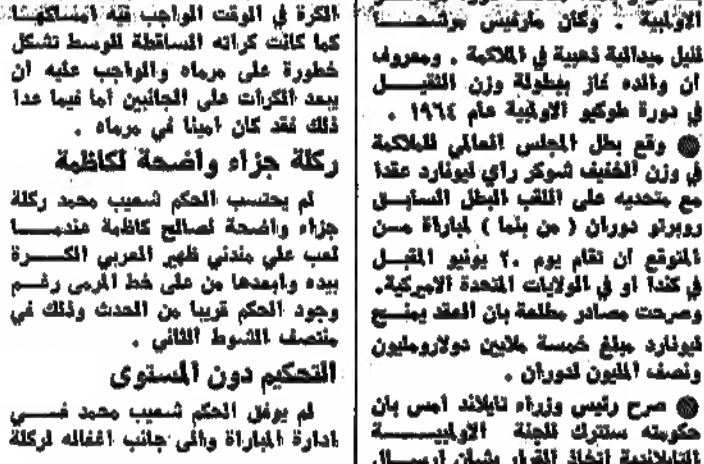 الاولمبية . وكان مارفيس مرشحا
لنيل ميدالية ذهبية في الملاكمة . ومعروف
ان والده فاز ببطولة وزن الثقيل
في دورة طوكيو الاولمبية عام ١٩٦٤ .
وقع بطل المجلس العالي للملاكمة
في وزن الخفيف شوكر راي ليونارد عقدا
مع متحديه على اللقب البطل السابق
روبرتو دوران ( من بنما ) لمباراة من
المتوقع ان تقام يوم ٢٠ يونيو المقبل
في كندا او في الولايات المتحدة الاميركية.
وصرحت مصادر مطلعة بان العقد يمنح
ليونارد مبلغ خمسة ملايين دولارومليون
ونصف المليون لدوران .
صرح رئيس وزراء تايلاند أمس بان
حكومته ستترك للجنة الاولمبية
التايلاندية اتخاذ القرار بشان ارسال
الكرة في الوقت الواجب فيه امساكها
كما كانت كراته الساقطة للوسط تشكل
خطورة على مرماه والواجب عليه ان
يبعد الكرات على الجانبين أما فيما عدا
ذلك فقد كان امينا في مرماه .
ركلة جزاء واضحة لكاظمة
لم يحتسب الحكم شعيب محمد ركلة
جزاء واضحة لصالح كاظمة عندما
لعب علي مندني ظهير العربي الكرة
بيده وابعدها من على خط المرمى رغم
وجود الحكم قريبا من الحدث وذلك في
منتصف الشوط الثاني .
التحكيم دون المستوى
لم يوفق الحكم شعيب محمد في
ادارة المباراة والى جانب اغفاله لركلة